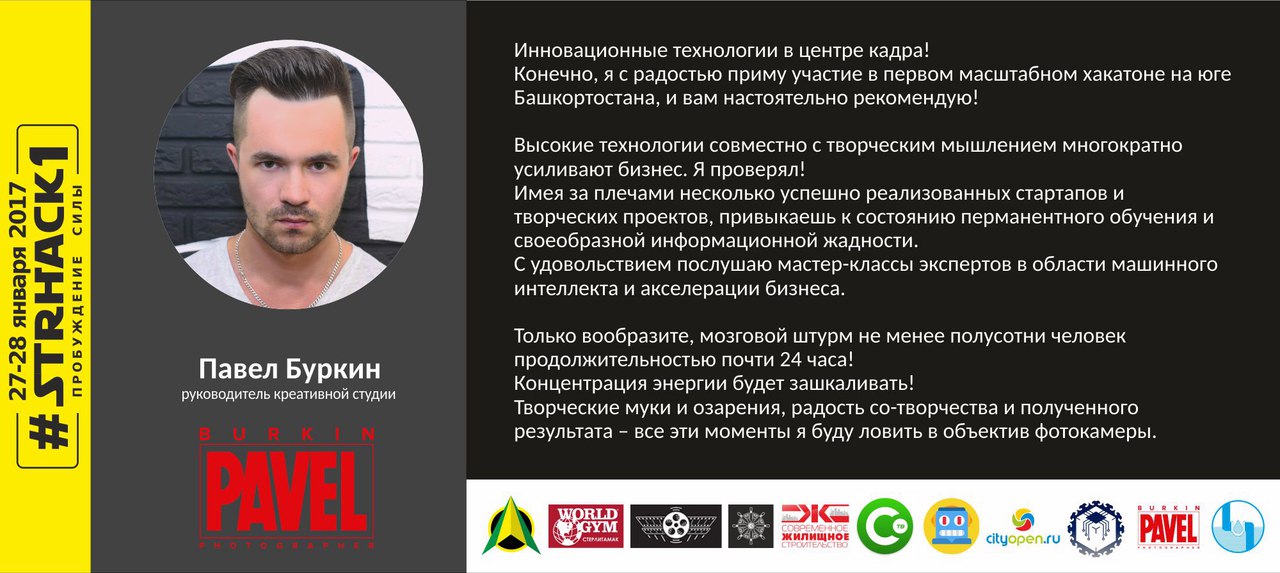 27-28 января 2017
#STRHACK1
ПРОБУЖДЕНИЕ СИЛЫ
Павел Буркин
руководитель креативной студии
BURKIN
PAVEL
PHOTOGRAPHER
Инновационные технологии в центре кадра!
Конечно, я с радостью приму участие в первом масштабном хакатоне на юге
Башкортостана, и вам настоятельно рекомендую!
Высокие технологии совместно с творческим мышлением многократно
усиливают бизнес. Я проверял!
Имея за плечами несколько успешно реализованных стартапов и
творческих проектов, привыкаешь к состоянию перманентного обучения и
своеобразной информационной жадности.
С удовольствием послушаю мастер-классы экспертов в области машинного
интеллекта и акселерации бизнеса.
Только вообразите, мозговой штурм не менее полусотни человек
продолжительностью почти 24 часа!
Концентрация энергии будет зашкаливать!
Творческие муки и озарения, радость со-творчества и полученного
результата – все эти моменты я буду ловить в объектив фотокамеры.
WORLD
GYM
СТЕРЛИТАМАК
ЖС
СОВРЕМЕННОЕ
ЖИЛИЩНОЕ
СТРОИТЕЛЬСТВО
С ТВ
cityopen.ru
BURKIN
PAVEL
PHOTOGRAPHER